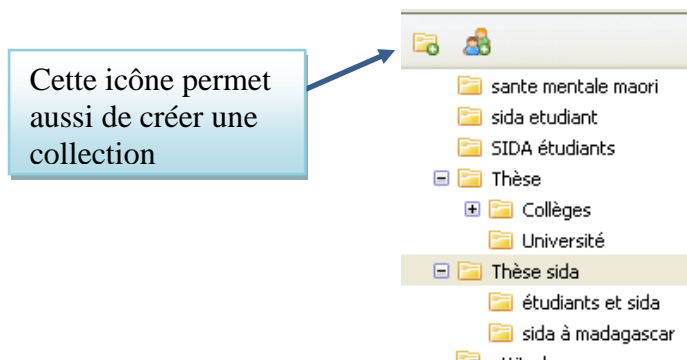 Cette icône permet
aussi de créer une
collection
sante mentale maori
sida etudiant
SIDA étudiants
Thèse
Collèges
Université
Thèse sida
étudiants et sida
sida à madagascar